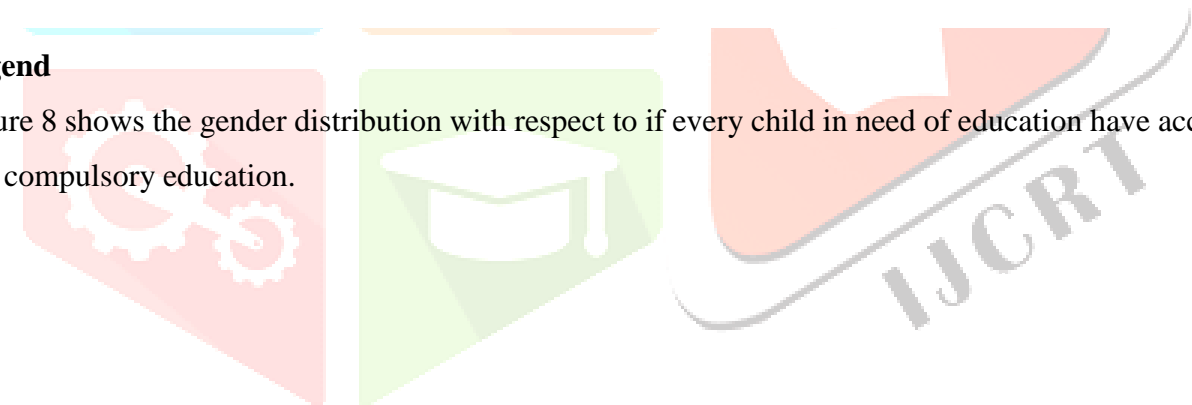 gend
ure 8 shows the gender distribution with respect to if every child in need of education have acc
compulsory education.
IJCRT